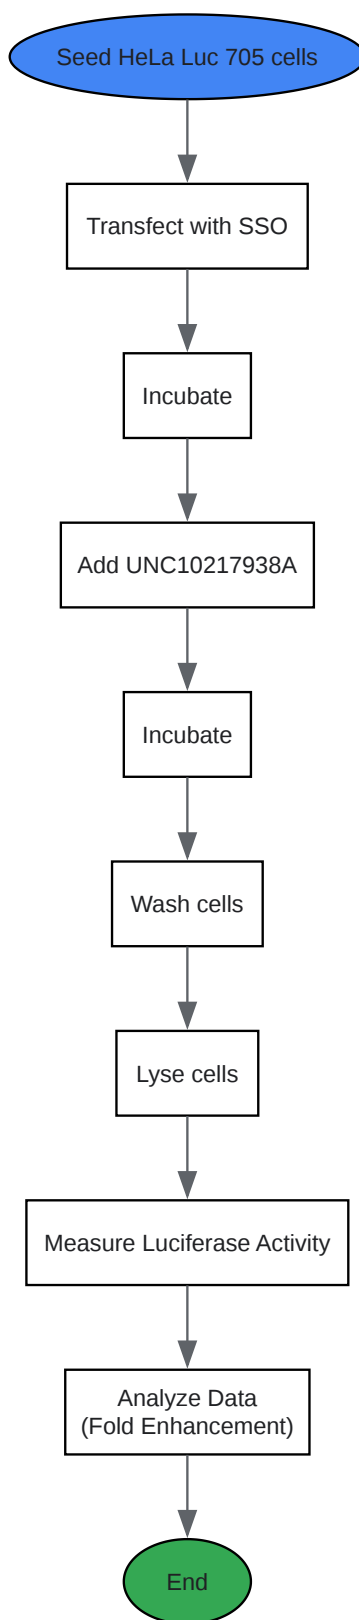 Seed HeLa Luc 705 cells
Transfect with SSO
Incubate
Add UNC10217938A
Incubate
Wash cells
Lyse cells
Measure Luciferase Activity
Analyze Data
(Fold Enhancement)
End